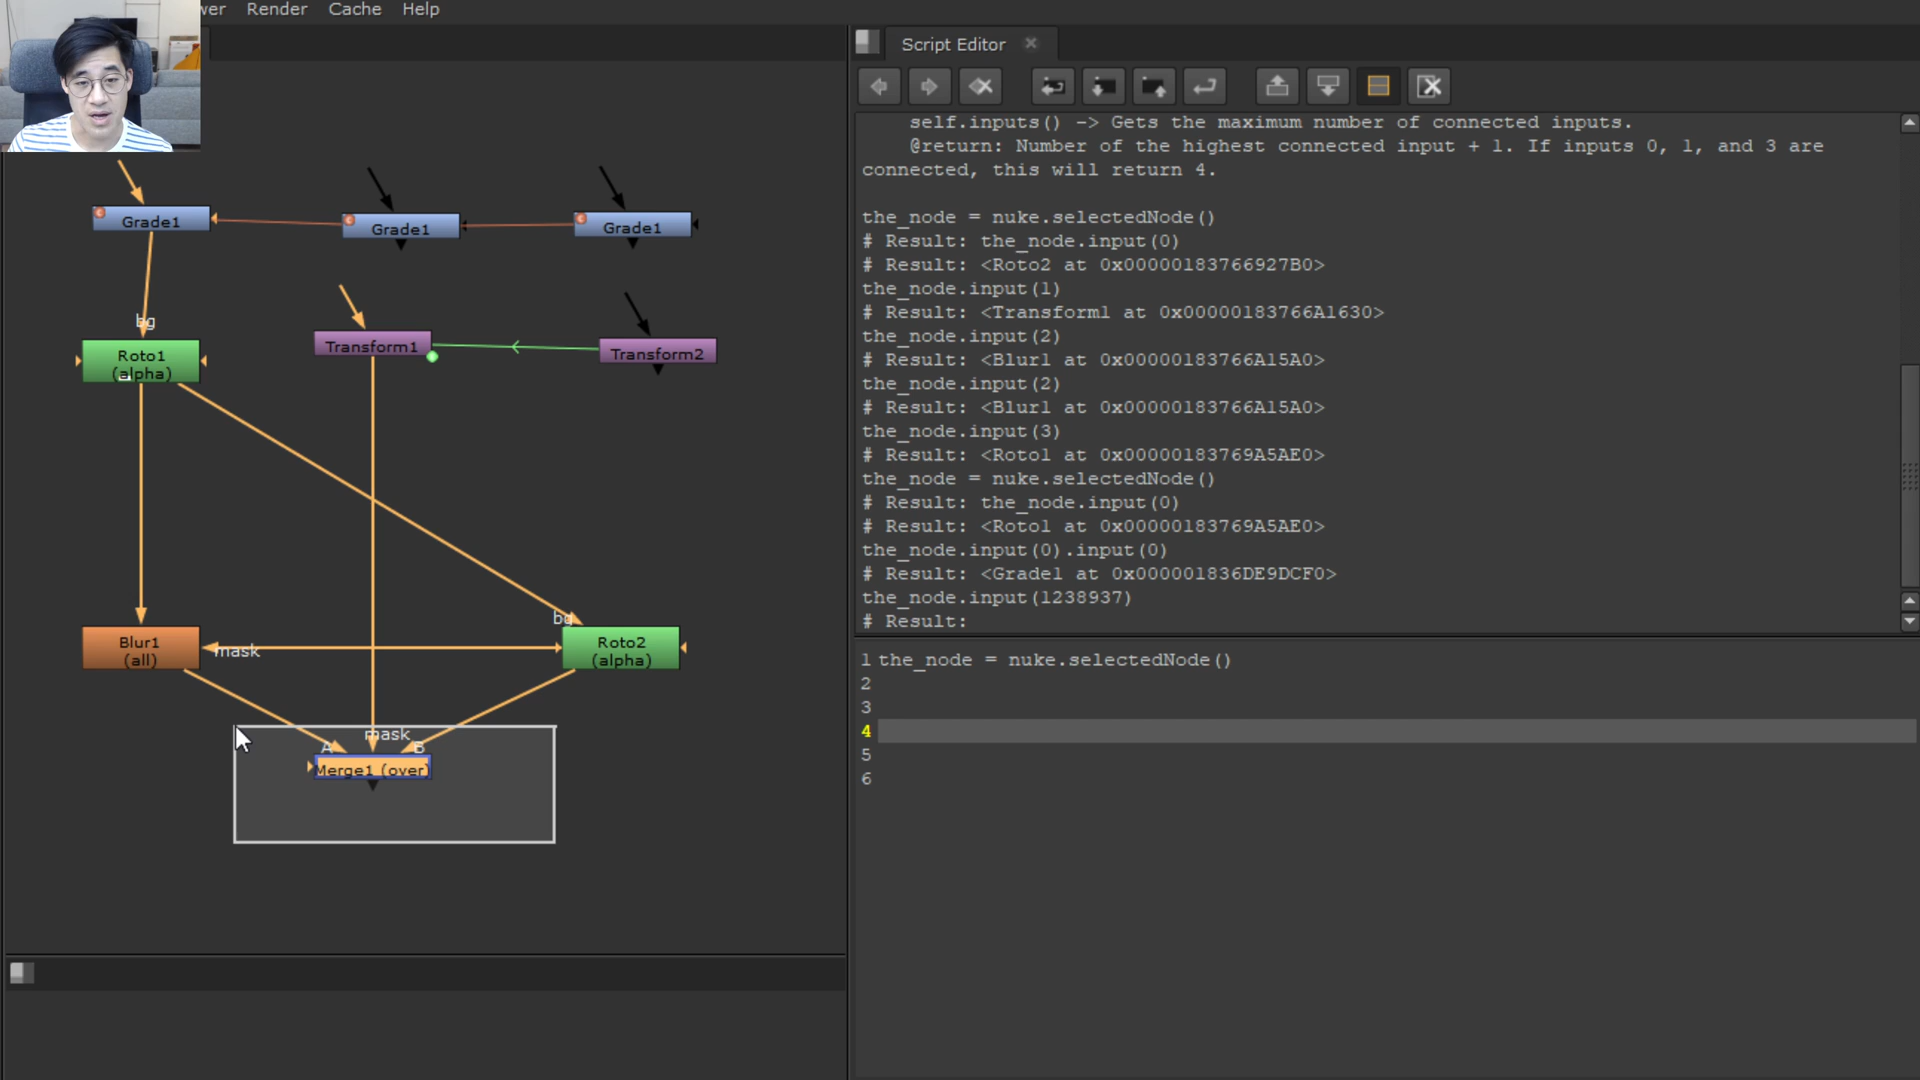 wer Render Cache Help
Script Editor
self.inputs() -> Gets the maximum number of connected inputs.
@return: Number of the highest connected input + 1. If inputs 0, 1, and 3 are
connected, this will return 4.
the_node = nuke.selectedNode()
# Result: the_node.input(0)
# Result: <Roto2 at 0x00000183766927B0>
the_node.input(1)
# Result: <Transform1 at 0x00000183766A1630>
the_node.input(2)
# Result: <Blur1 at 0x00000183766A15A0>
the_node.input(2)
# Result: <Blur1 at 0x00000183766A15A0>
the_node.input(3)
# Result: <Roto1 at 0x00000183769A5AE0>
the_node = nuke.selectedNode()
# Result: the_node.input(0)
# Result: <Roto1 at 0x00000183769A5AE0>
the_node.input(0).input(0)
# Result: <Grade1 at 0x000001836DE9DCF0>
the_node.input(1238937)
# Result:
1 the_node = nuke.selectedNode()
2
3
4
5
6
Grade1
Grade1
Grade1
bg
Roto1
(alpha)
Transform1
Transform2
Blur1
(all)
mask
bg
Roto2
(alpha)
mask
A
B
Merge1 (over)